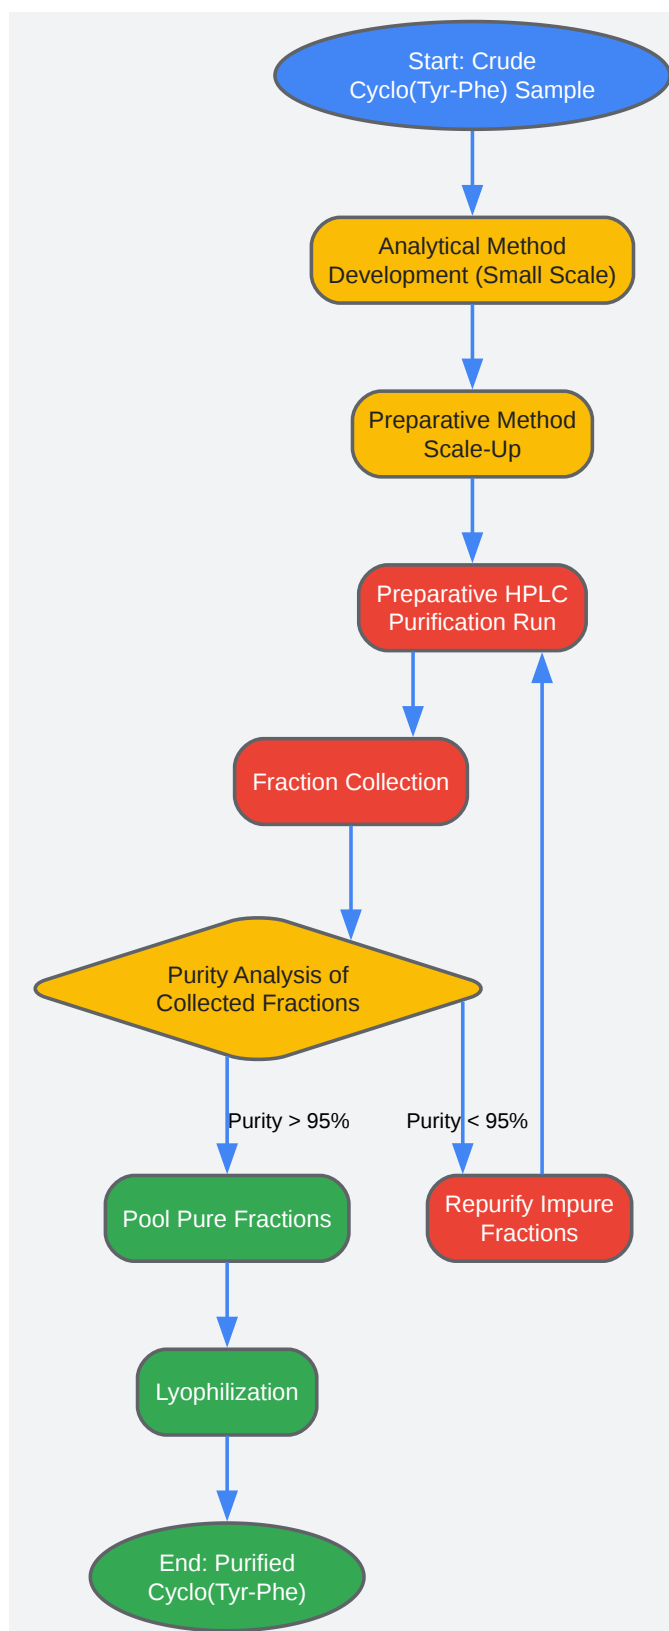 Start: Crude
Cyclo(Tyr-Phe) Sample
Analytical Method
Development (Small Scale)
Preparative Method
Scale-Up
Preparative HPLC
Purification Run
Fraction Collection
Purity Analysis of
Collected Fractions
Purity > 95%
Purity < 95%
Pool Pure Fractions
Repurify Impure
Fractions
Lyophilization
End: Purified
Cyclo(Tyr-Phe)